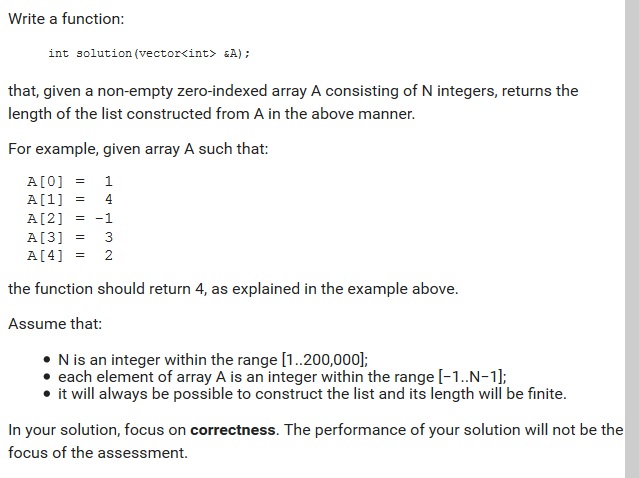 Write a function:
int solution(vector<int> &A);
that, given a non-empty zero-indexed array A consisting of N integers, returns the
length of the list constructed from A in the above manner.
For example, given array A such that:
A[0] = 1
A[1] = 4
A[2] = -1
A[3] = 3
A[4] = 2
the function should return 4, as explained in the example above.
Assume that:
• N is an integer within the range [1..200,000];
• each element of array A is an integer within the range [−1..N−1];
• it will always be possible to construct the list and its length will be finite.
In your solution, focus on correctness. The performance of your solution will not be the
focus of the assessment.